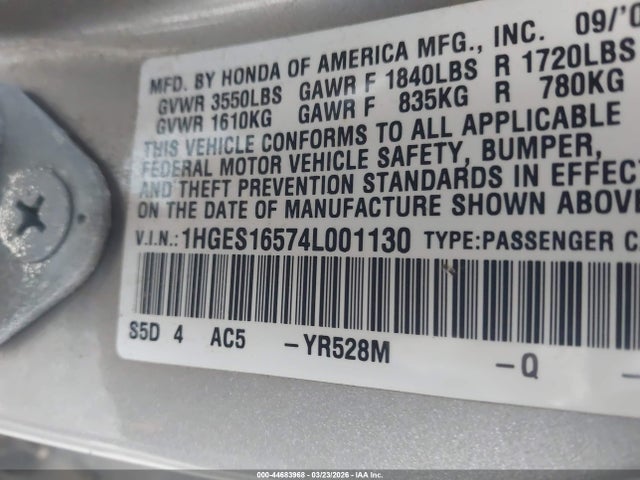 MFD. BY HONDA OF AMERICA MFG., INC. 09/'0
GVWR 3550LBS GAWR F 1840LBS R 1720LBS
GVWR 1610KG GAWR F 835KG R 780KG
THIS VEHICLE CONFORMS TO ALL APPLICABLE
FEDERAL MOTOR VEHICLE SAFETY, BUMPER,
AND THEFT PREVENTION STANDARDS IN EFFEC
ON THE DATE OF MANUFACTURE SHOWN ABOVE
V.I.N.: 1HGES16574L001130 TYPE:PASSENGER C
S5D 4 AC5 -YR528M -Q -
000-44683968 | 03/23/2026 - IAA Inc.